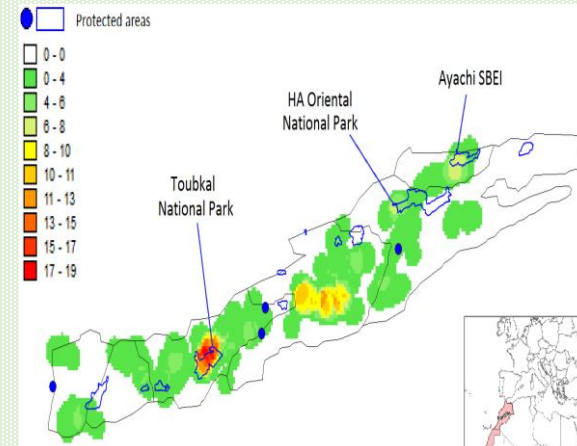 Protected areas
0 - 0
0 - 4
4 - 6
6 - 8
8 - 10
10 - 11
11 - 13
13 - 15
15 - 17
17 - 19
Ayachi SBEI
HA Oriental
National Park
Toubkal
National Park